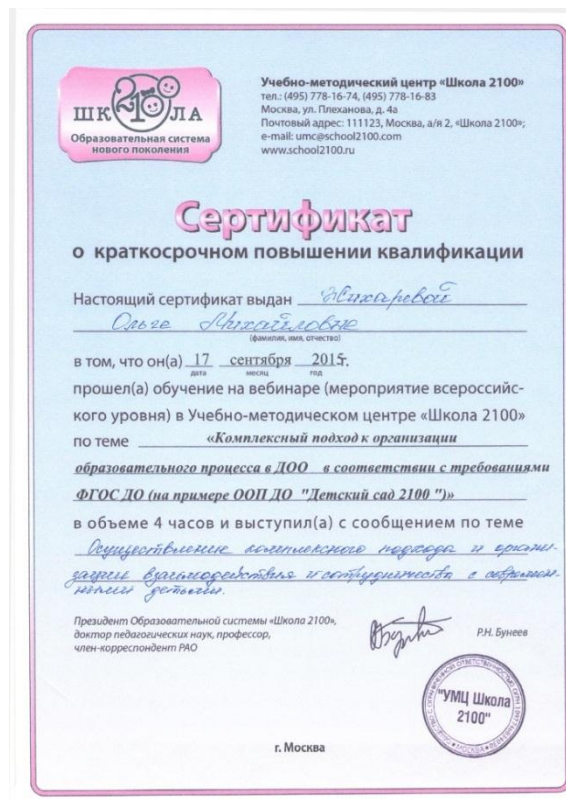 ШКОЛА
2100
Образовательная система
нового поколения
Учебно-методический центр «Школа 2100»
тел.: (495) 778-16-74, (495) 778-16-83
Москва, ул. Плеханова, д. 4а
Почтовый адрес: 111123, Москва, а/я 2, «Школа 2100»;
e-mail: umc@school2100.com
www.school2100.ru
Сертификат
о краткосрочном повышении квалификации
Настоящий сертификат выдан Жихаревой
Ольге Михайловне
(фамилия, имя, отчество)
в том, что он(а) 17 сентября 2015г.
дата месяц год
прошел(а) обучение на вебинаре (мероприятие всероссийс-
кого уровня) в Учебно-методическом центре «Школа 2100»
по теме «Комплексный подход к организации
образовательного процесса в ДОО в соответствии с требованиями
ФГОС ДО (на примере ООП ДО "Детский сад 2100 ")»
в объеме 4 часов и выступил(а) с сообщением по теме
Осуществление комплексного подхода и органи-
зации взаимодействия и сотрудничества с современ-
ными детьми.
Президент Образовательной системы «Школа 2100»,
доктор педагогических наук, профессор,
член-корреспондент РАО
Р.Н. Бунеев
"УМЦ Школа
2100"
г. Москва